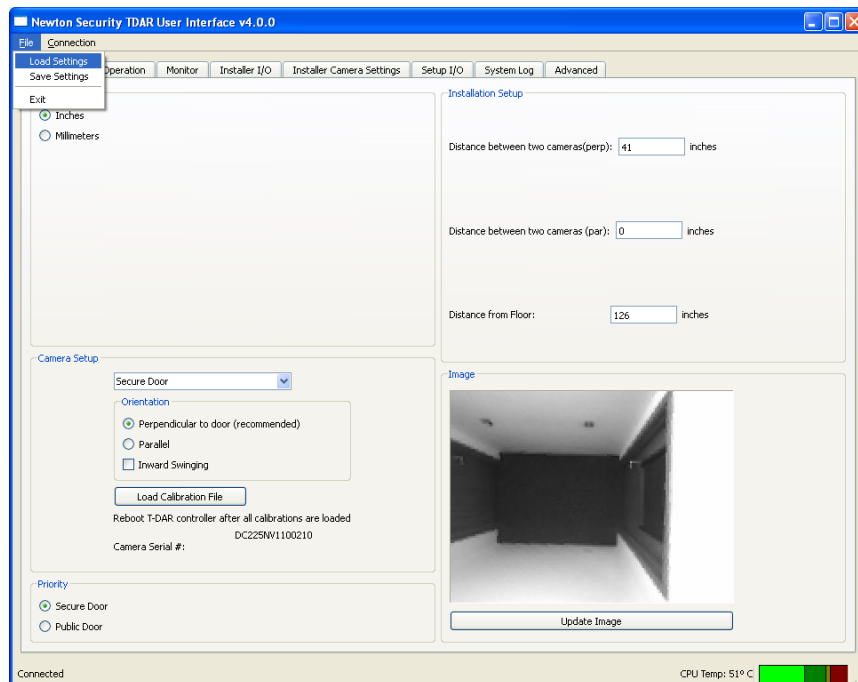 Newton Security TDAR User Interface v4.0.0
File Connection
Load Settings
Save Settings
Exit
Operation Monitor Installer I/O Installer Camera Settings Setup I/O System Log Advanced
Inches
Millimeters
Installation Setup
Distance between two cameras(perp): 41 inches
Distance between two cameras (par): 0 inches
Distance from Floor: 126 inches
Camera Setup
Secure Door
Orientation
Perpendicular to door (recommended)
Parallel
Inward Swinging
Load Calibration File
Reboot T-DAR controller after all calibrations are loaded
DC225NV1100210
Camera Serial #:
Priority
Secure Door
Public Door
Image
Update Image
Connected
CPU Temp: 51º C